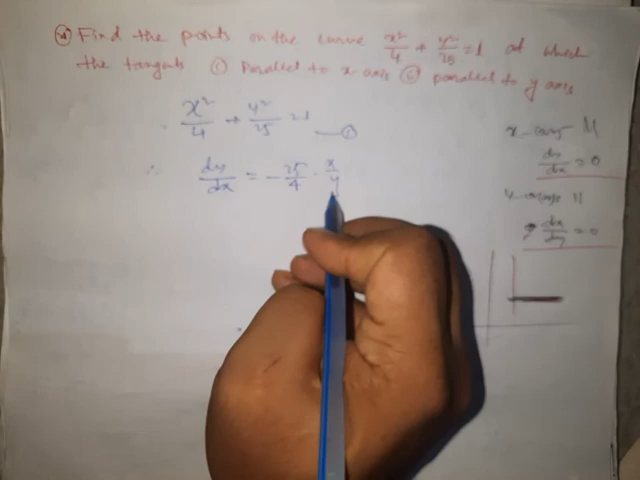 Find the points on the curve x²/4 + y²/25 = 1 at which
the tangents (i) parallel to x axis (ii) parallel to y axis
x²/4 + y²/25 = 1 —(1)
∴ dy/dx = - 25/4 · x/y
x-axis ||
dy/dx = 0
y-axis ||
dx/dy = 0